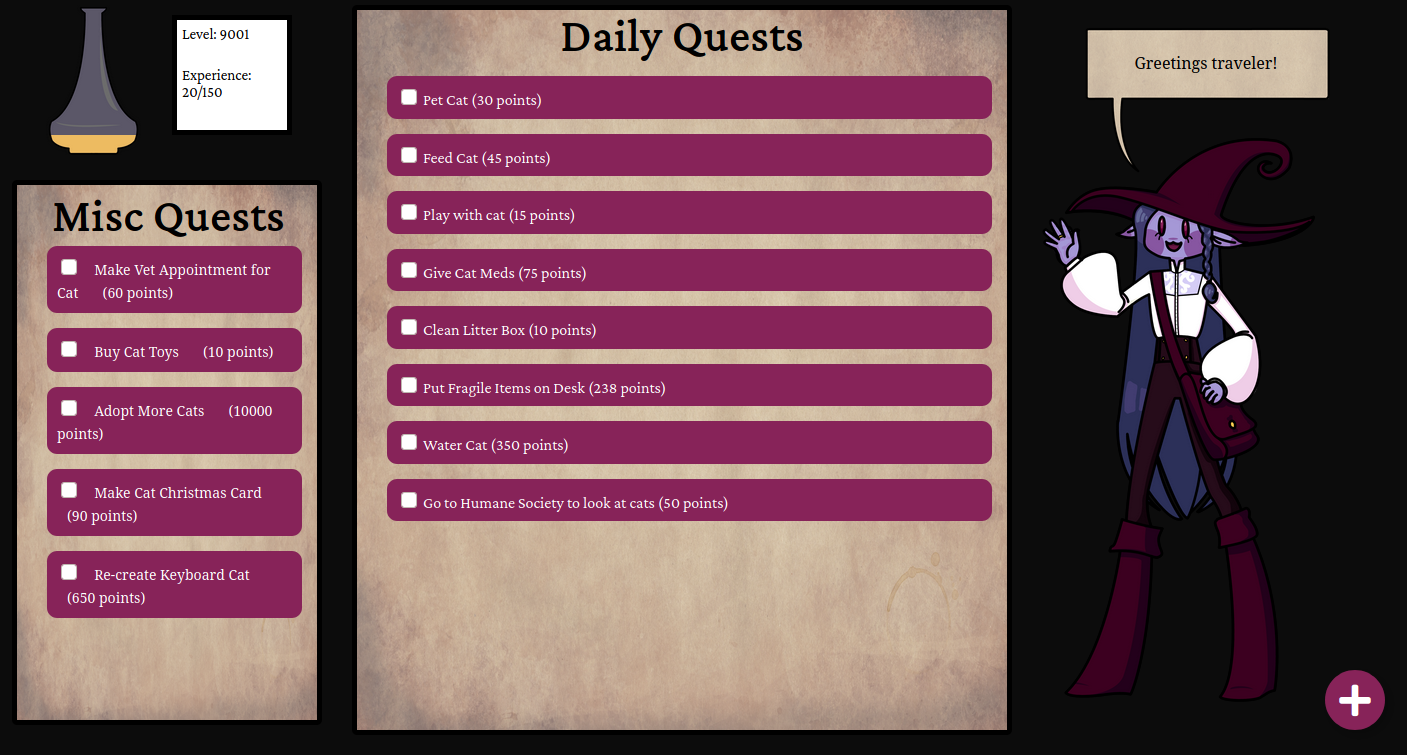 Level: 9001
Experience:
20/150
Misc Quests
Make Vet Appointment for
Cat (60 points)
Buy Cat Toys (10 points)
Adopt More Cats (10000
points)
Make Cat Christmas Card
(90 points)
Re-create Keyboard Cat
(650 points)
Daily Quests
Pet Cat (30 points)
Feed Cat (45 points)
Play with cat (15 points)
Give Cat Meds (75 points)
Clean Litter Box (10 points)
Put Fragile Items on Desk (238 points)
Water Cat (350 points)
Go to Humane Society to look at cats (50 points)
Greetings traveler!